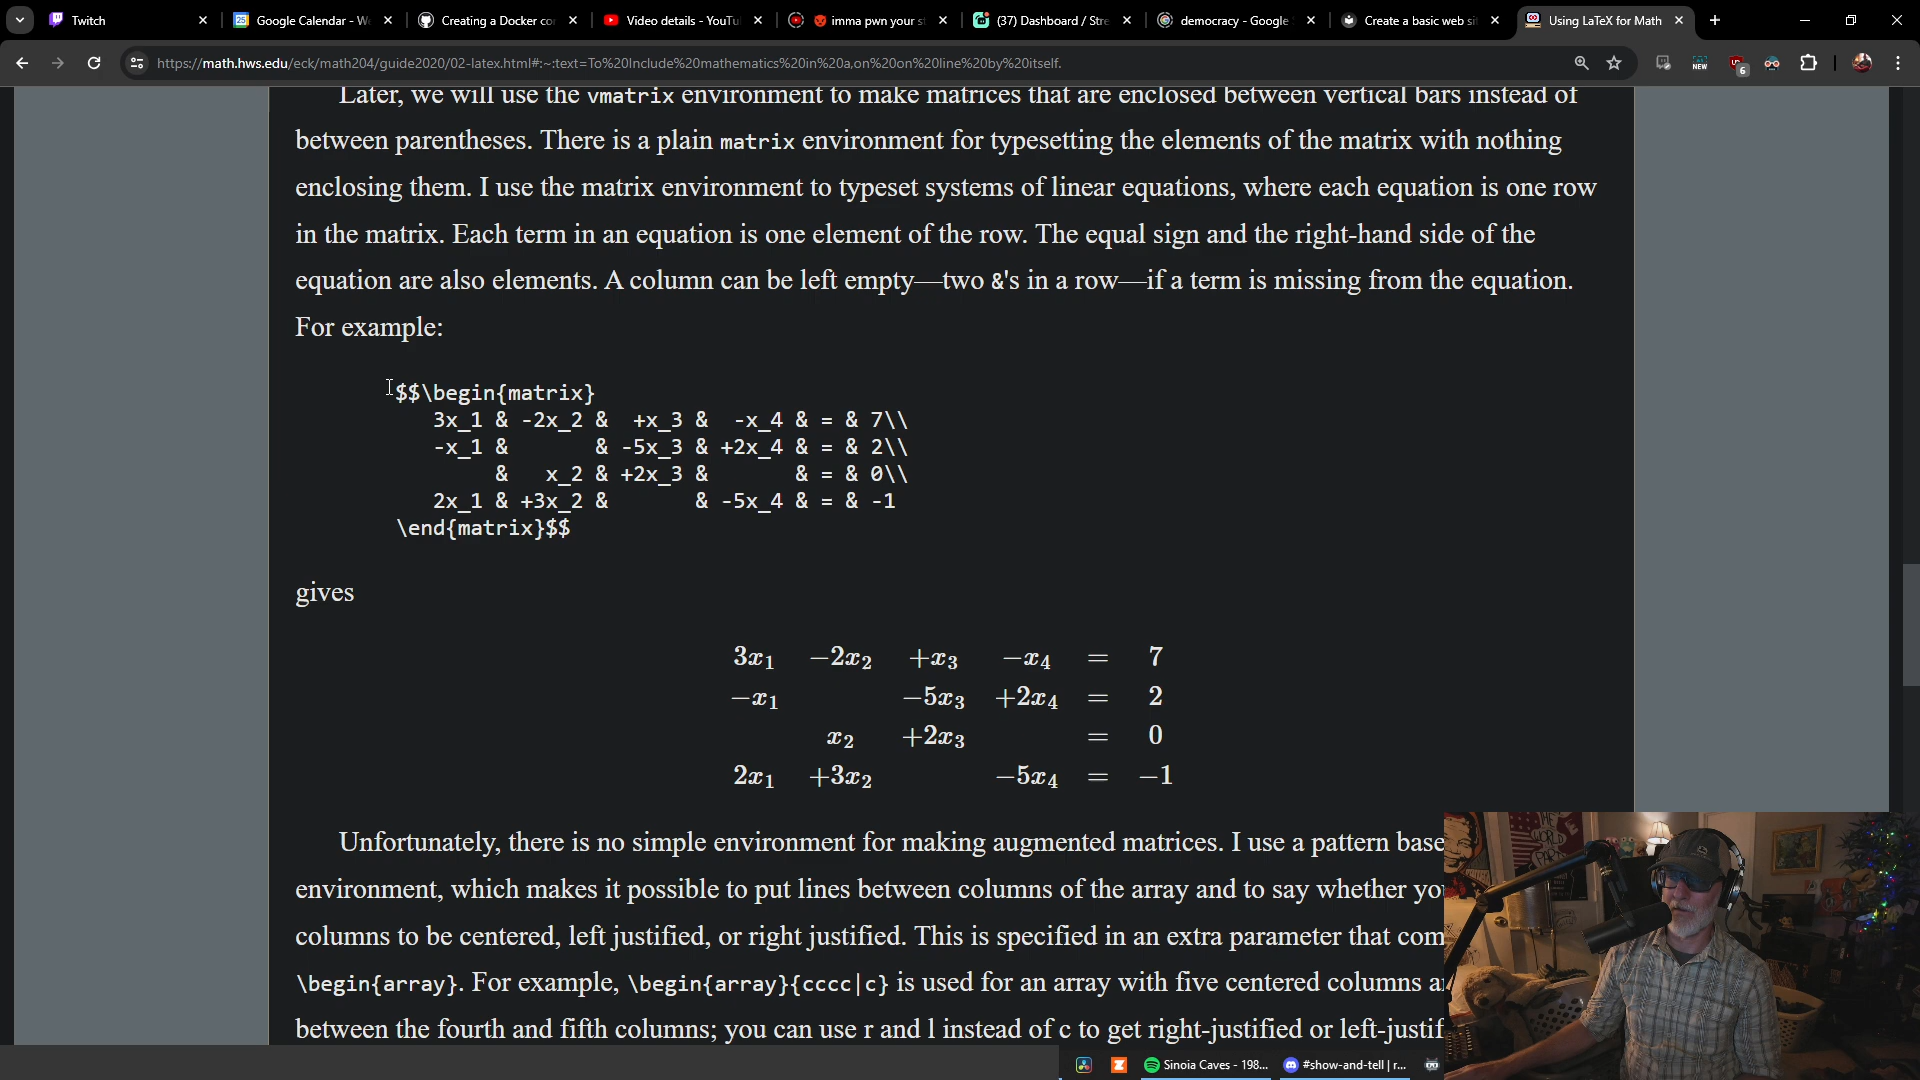 Twitch
Google Calendar - W
Creating a Docker co
Video details - YouTu
imma pwn your s
(37) Dashboard / Stre
democracy - Google
Create a basic web si
Using LaTeX for Math
https://math.hws.edu/eck/math204/guide2020/02-latex.html#:~:text=To%20Include%20mathematics%20in%20a,on%20on%20line%20by%20itself.
NEW
6
Later, we will use the vmatrix environment to make matrices that are enclosed between vertical bars instead of
between parentheses. There is a plain matrix environment for typesetting the elements of the matrix with nothing
enclosing them. I use the matrix environment to typeset systems of linear equations, where each equation is one row
in the matrix. Each term in an equation is one element of the row. The equal sign and the right-hand side of the
equation are also elements. A column can be left empty—two &'s in a row—if a term is missing from the equation.
For example:
$$\begin{matrix}
3x_1 & -2x_2 & +x_3 & -x_4 & = & 7\\
-x_1 & & -5x_3 & +2x_4 & = & 2\\
& x_2 & +2x_3 & & = & 0\\
2x_1 & +3x_2 & & -5x_4 & = & -1
\end{matrix}$$
gives
3x₁ −2x₂ +x₃ −x₄ = 7
−x₁ −5x₃ +2x₄ = 2
x₂ +2x₃ = 0
2x₁ +3x₂ −5x₄ = −1
Unfortunately, there is no simple environment for making augmented matrices. I use a pattern base
environment, which makes it possible to put lines between columns of the array and to say whether yo
columns to be centered, left justified, or right justified. This is specified in an extra parameter that com
\begin{array}. For example, \begin{array}{cccc|c} is used for an array with five centered columns a
between the fourth and fifth columns; you can use r and l instead of c to get right-justified or left-justif
Sinoia Caves - 198...
#show-and-tell | r...